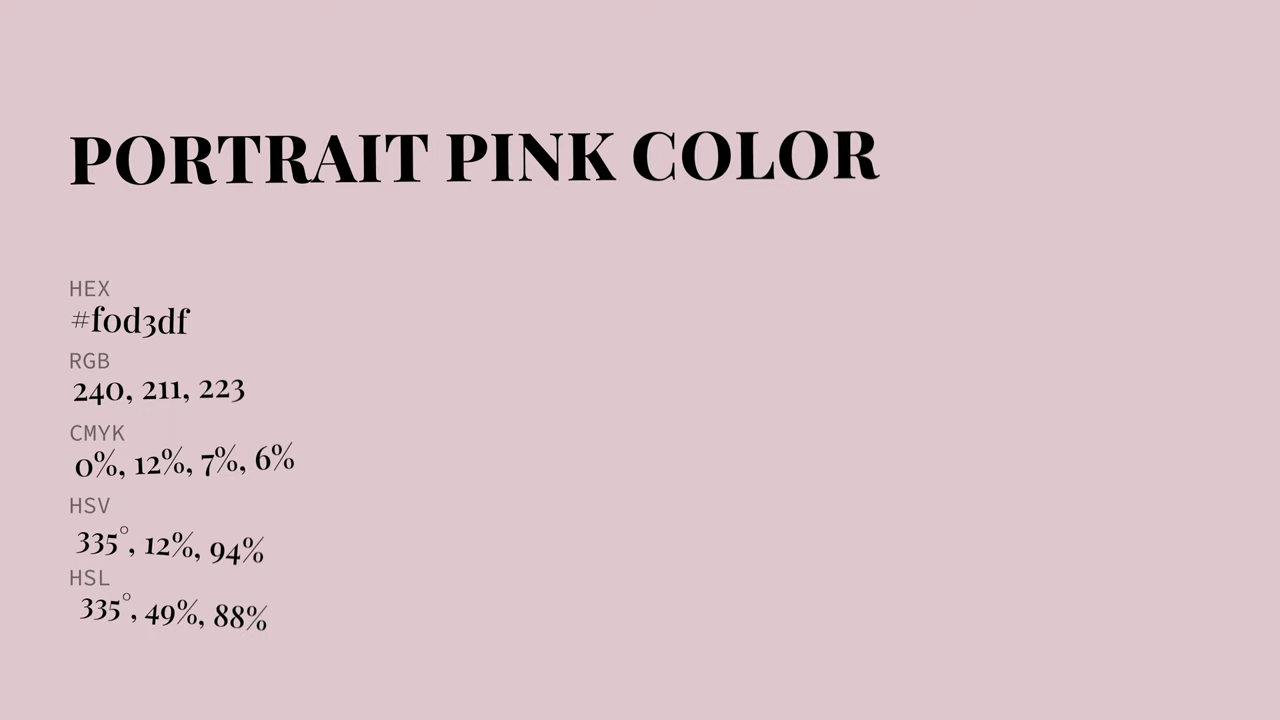 PORTRAIT PINK COLOR
HEX
#f0d3df
RGB
240, 211, 223
CMYK
0%, 12%, 7%, 6%
HSV
335°, 12%, 94%
HSL
335°, 49%, 88%